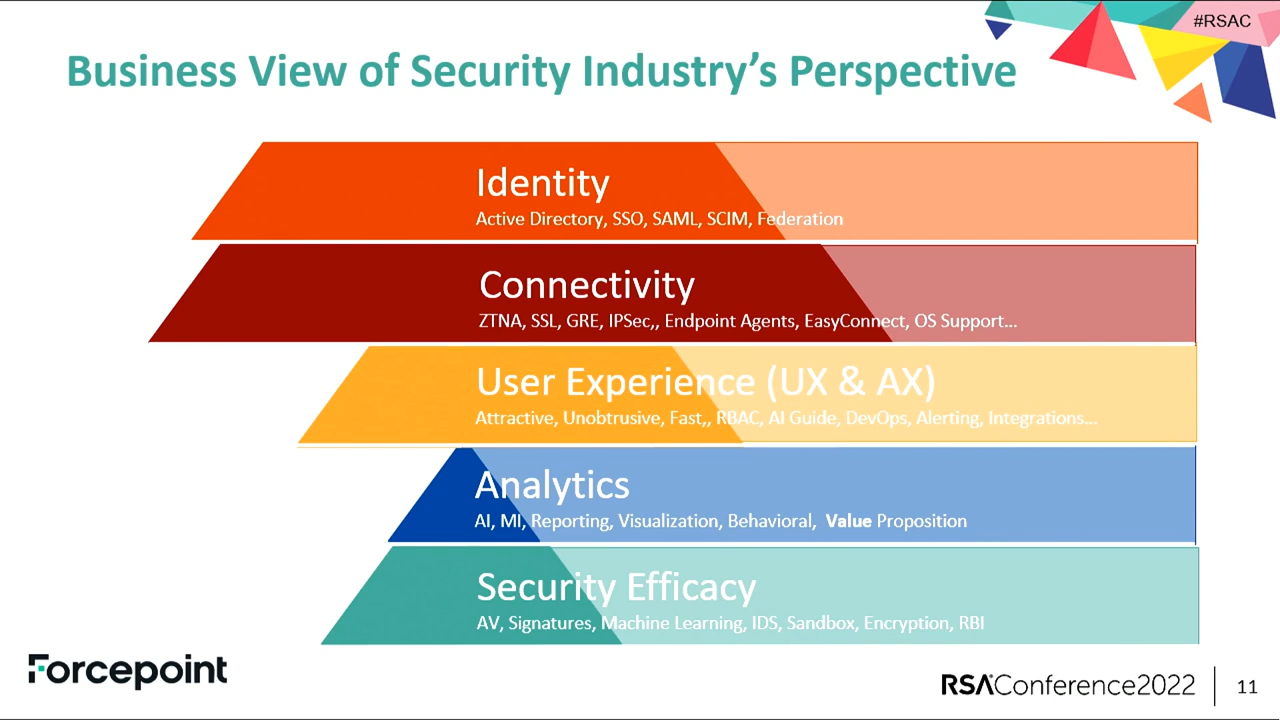 #RSAC
Business View of Security Industry’s Perspective
Identity
Active Directory, SSO, SAML, SCIM, Federation
Connectivity
ZTNA, SSL, GRE, IPSec,, Endpoint Agents, EasyConnect, OS Support...
User Experience (UX & AX)
Attractive, Unobtrusive, Fast,, RBAC, AI Guide, DevOps, Alerting, Integrations...
Analytics
AI, MI, Reporting, Visualization, Behavioral, Value Proposition
Security Efficacy
AV, Signatures, Machine Learning, IDS, Sandbox, Encryption, RBI
Forcepoint
RSAConference2022
11